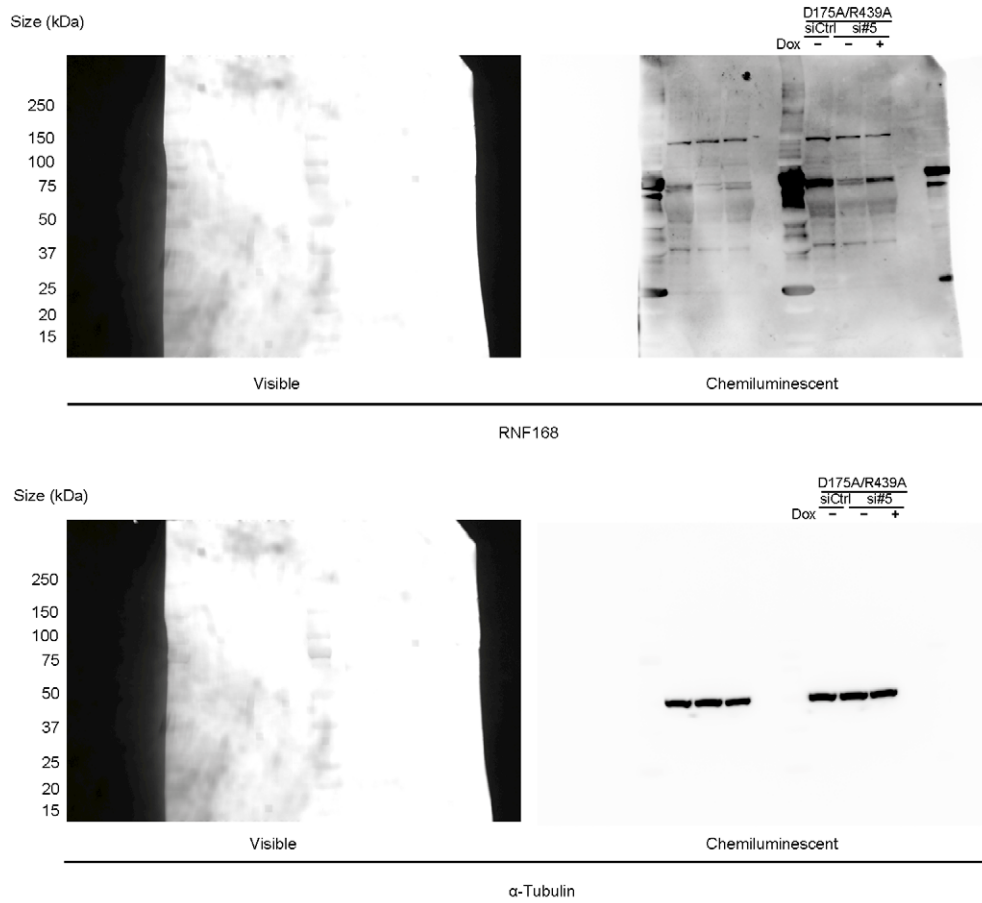 Size (kDa)
D175A/R439A
siCtrl si#5
Dox – – +
250
150
100
75
50
37
25
20
15
Visible
Chemiluminescent
RNF168
Size (kDa)
D175A/R439A
siCtrl si#5
Dox – – +
250
150
100
75
50
37
25
20
15
Visible
Chemiluminescent
α-Tubulin